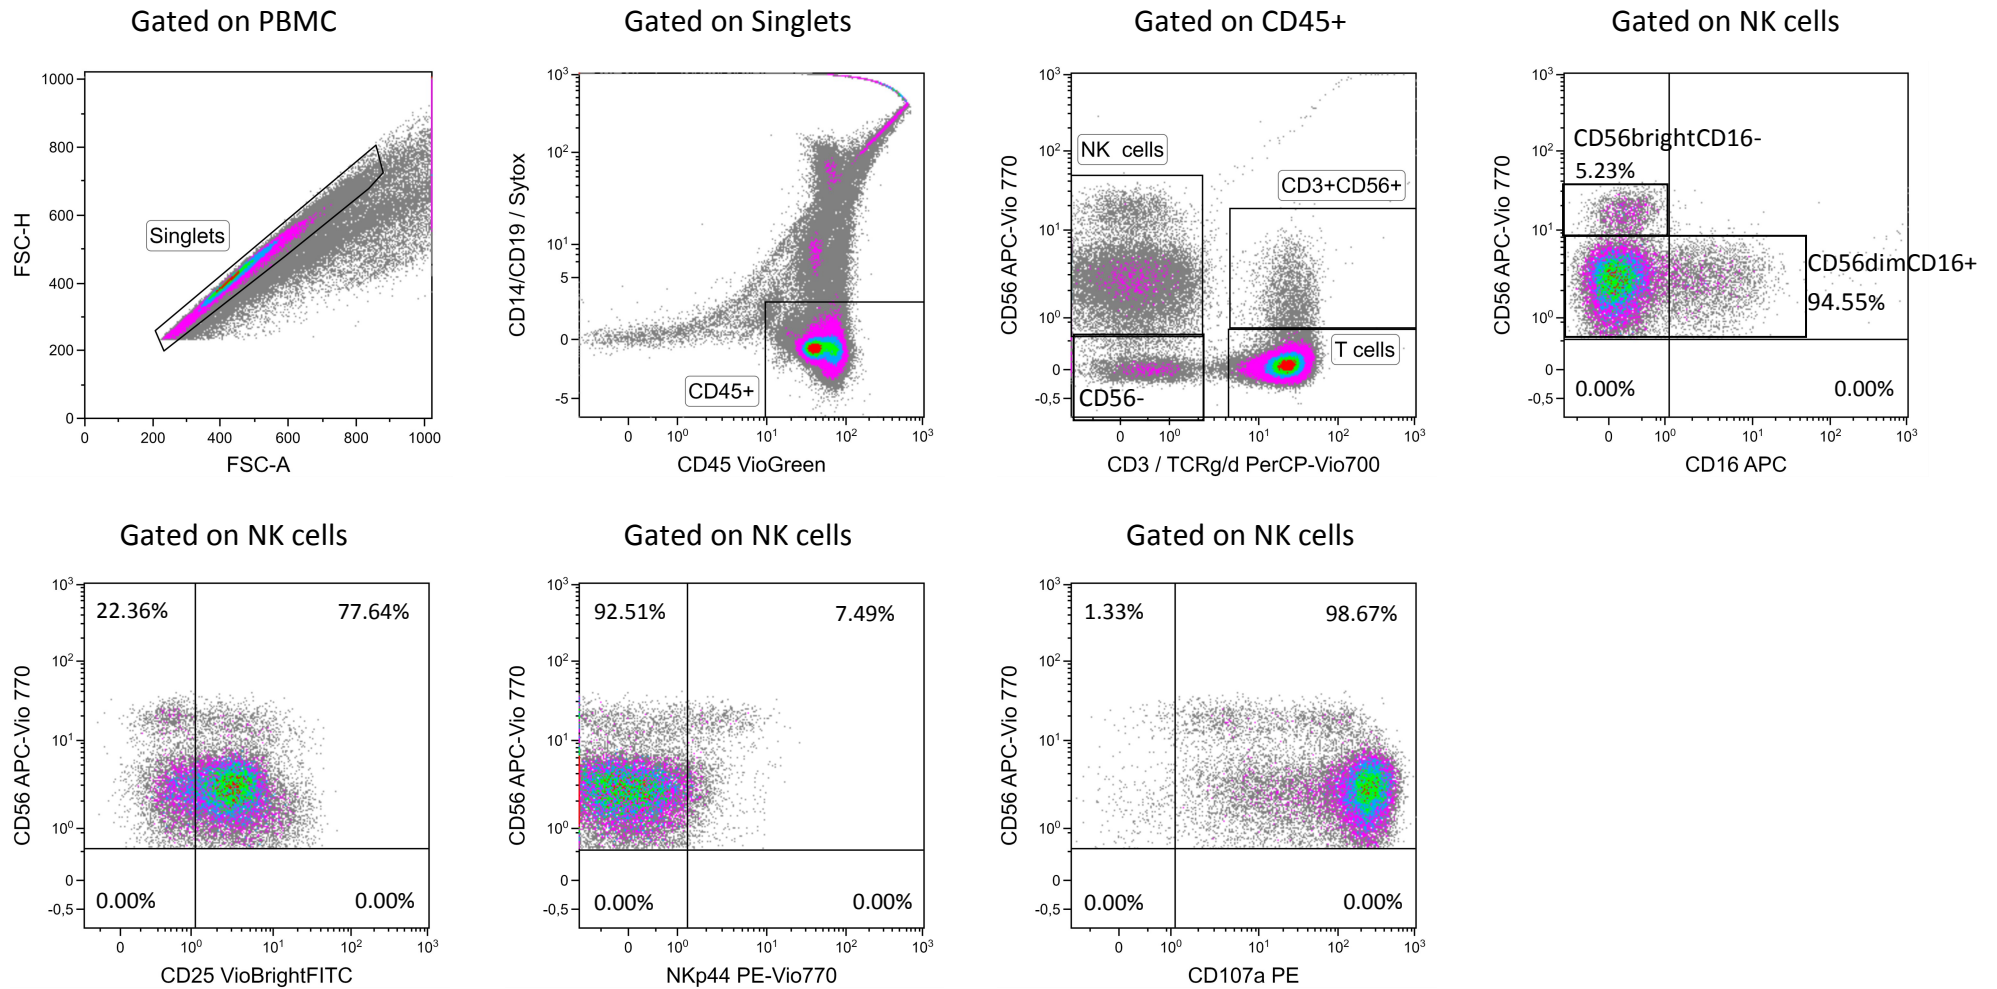 Gated on PBMC
Gated on Singlets
Gated on CD45+
Gated on NK cells
1000
800
600
400
200
0
FSC-H
Singlets
0 200 400 600 800 1000
FSC-A
10³
10²
10¹
5
0
-5
CD14/CD19 / Sytox
CD45+
0 10⁰ 10¹ 10² 10³
CD45 VioGreen
10³
10²
10¹
10⁰
0
-0,5
CD56 APC-Vio 770
NK cells
CD3+CD56+
T cells
CD56-
0 10⁰ 10¹ 10² 10³
CD3 / TCRg/d PerCP-Vio700
10³
10²
10¹
10⁰
0
-0,5
CD56 APC-Vio 770
CD56brightCD16-
5.23%
CD56dimCD16+
94.55%
0.00% 0.00%
0 10⁰ 10¹ 10² 10³
CD16 APC
Gated on NK cells
Gated on NK cells
Gated on NK cells
10³
10²
10¹
10⁰
0
-0,5
CD56 APC-Vio 770
22.36% 77.64%
0.00% 0.00%
0 10⁰ 10¹ 10² 10³
CD25 VioBrightFITC
10³
10²
10¹
10⁰
0
-0,5
CD56 APC-Vio 770
92.51% 7.49%
0.00% 0.00%
0 10⁰ 10¹ 10² 10³
NKp44 PE-Vio770
10³
10²
10¹
10⁰
0
-0,5
CD56 APC-Vio 770
1.33% 98.67%
0.00% 0.00%
0 10⁰ 10¹ 10² 10³
CD107a PE